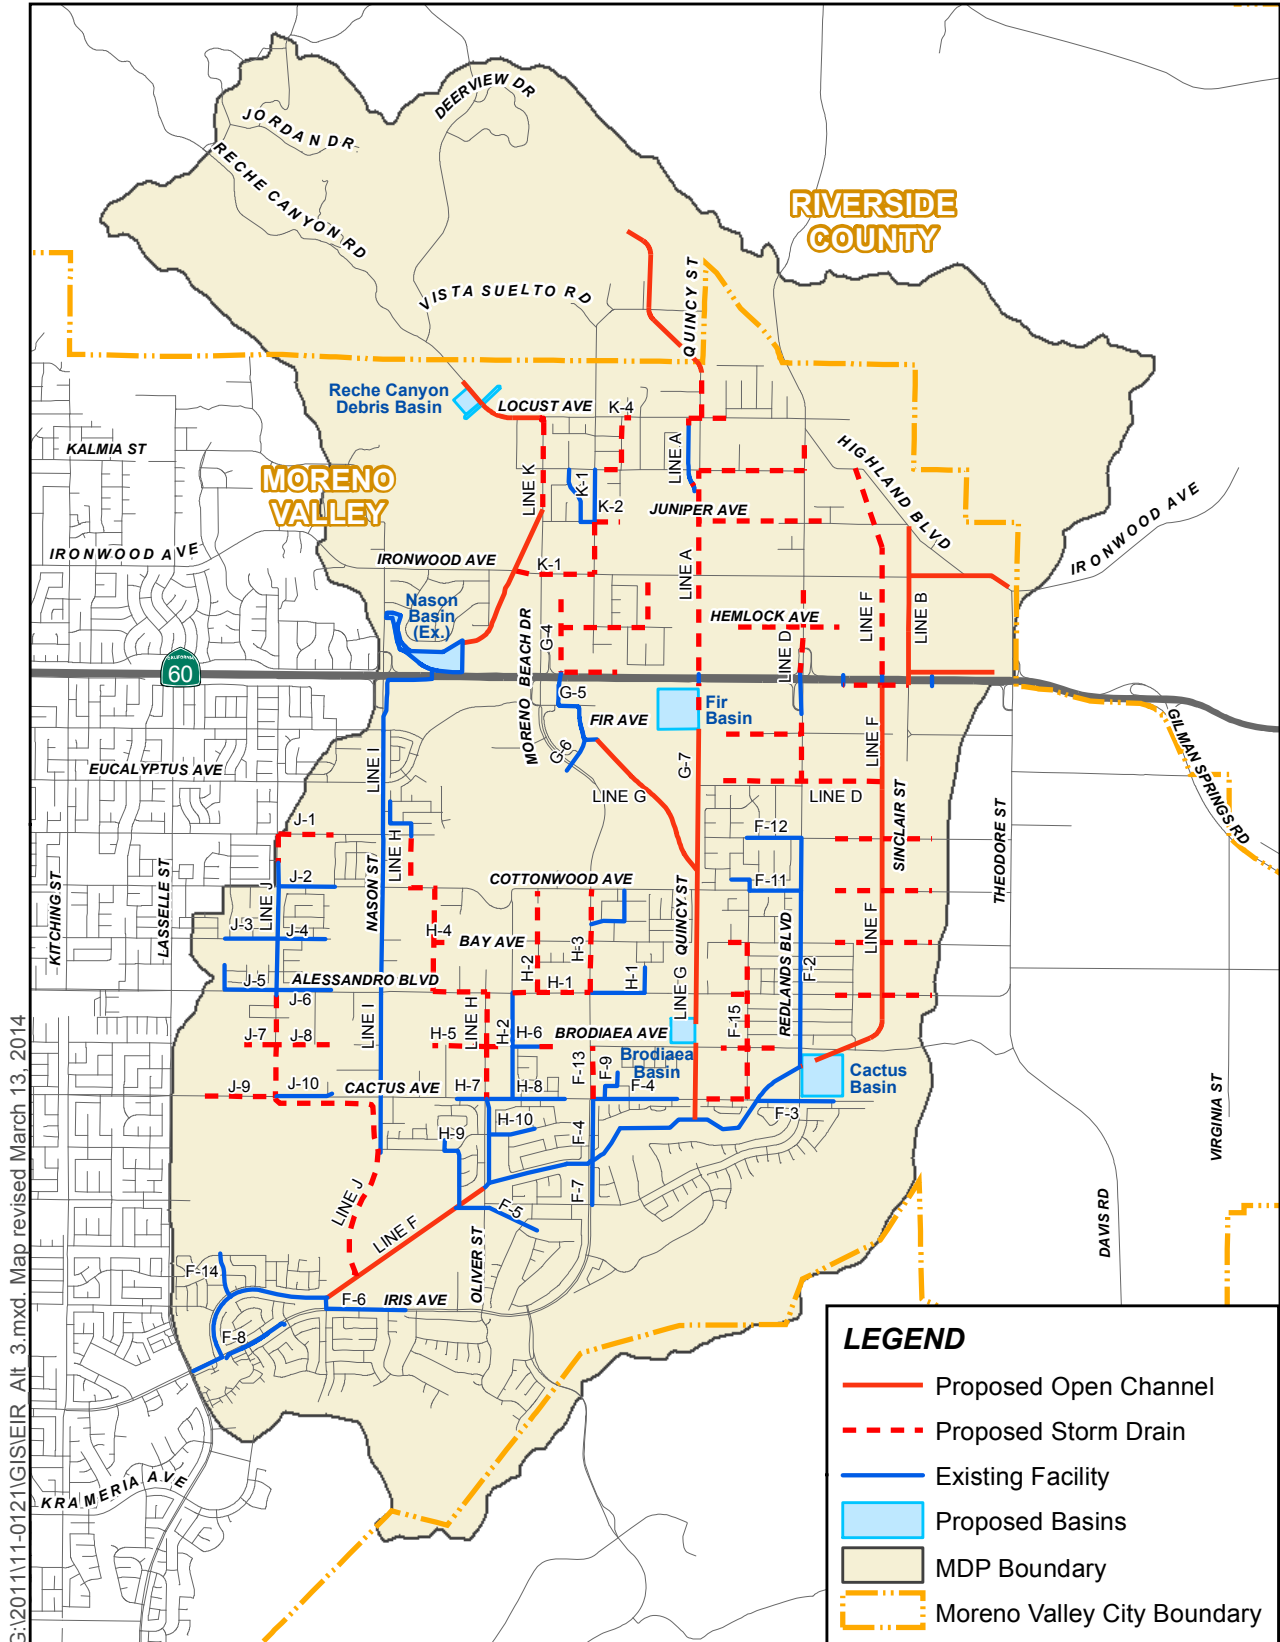 DEERVIEW DR
JORDAN DR
RECHE CANYON RD
RIVERSIDE
COUNTY
QUINCY ST
VISTA SUELTO RD
Reche Canyon
Debris Basin
LOCUST AVE
K-4
KALMIA ST
LINE A
HIGHLAND BLVD
MORENO
VALLEY
LINE K
K-1
K-2
JUNIPER AVE
IRONWOOD AVE
IRONWOOD AVE
IRONWOOD AVE
K-1
LINE A
Nason
Basin
(Ex.)
HEMLOCK AVE
LINE F
LINE B
G-4
LINE D
MORENO BEACH DR
CALIFORNIA
60
G-5
Fir
Basin
FIR AVE
GILMAN SPRINGS RD
LINE F
G-6
G-7
LINE I
EUCALYPTUS AVE
LINE G
LINE D
SINCLAIR ST
THEODORE ST
J-1
F-12
LINE H
NASON ST
COTTONWOOD AVE
F-11
J-2
KITCHING ST
LASSELLE ST
LINE J
QUINCY ST
REDLANDS BLVD
LINE F
J-3
J-4
H-4
BAY AVE
H-3
H-2
F-2
J-5
ALESSANDRO BLVD
H-1
H-1
LINE G
J-6
LINE I
LINE H
H-2
F-15
J-7
J-8
H-5
H-6
BRODIAEA AVE
Brodiaea
Basin
F-13
F-9
Cactus
Basin
J-9
J-10
CACTUS AVE
H-7
H-8
F-4
F-3
VIRGINIA ST
H-10
H-9
F-4
LINE J
F-7
F-5
DAVIS RD
LINE F
OLIVER ST
F-14
F-6
IRIS AVE
F-8
KRAMERIA AVE
LEGEND
Proposed Open Channel
Proposed Storm Drain
Existing Facility
Proposed Basins
MDP Boundary
Moreno Valley City Boundary
G:\2011\11-0121\GIS\EIR_Alt_3.mxd. Map revised March 13, 2014